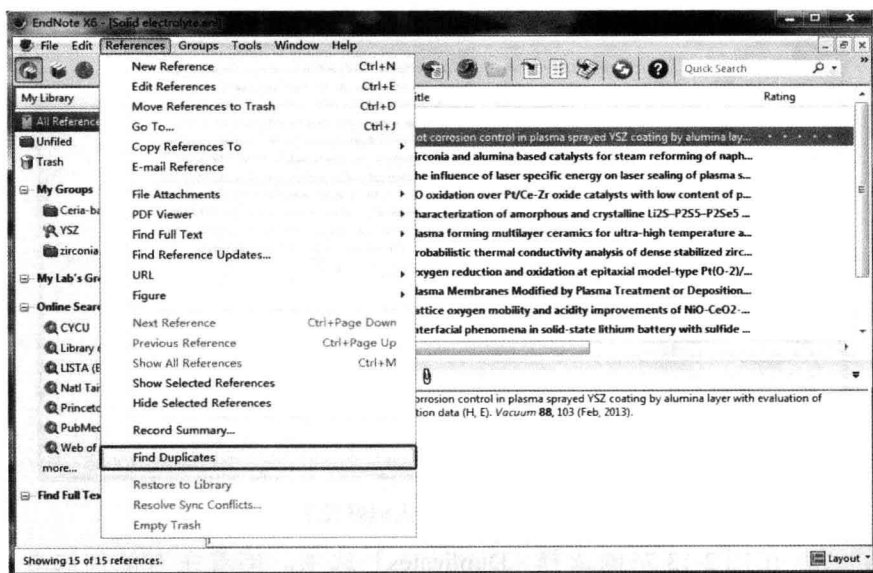 EndNote X6 - [Solid electrolyte.enl]
File Edit References Groups Tools Window Help
Quick Search
My Library
All Reference
Unfiled
Trash
My Groups
Ceria-ba
YSZ
zirconia
My Lab's Gr
Online Sear
CYCU
Library
LISTA (E
Natl Tai
Princeto
PubMed
Web of
more...
Find Full Tex
New Reference Ctrl+N
Edit References Ctrl+E
Move References to Trash Ctrl+D
Go To... Ctrl+J
Copy References To
E-mail Reference
File Attachments
PDF Viewer
Find Full Text
Find Reference Updates...
URL
Figure
Next Reference Ctrl+Page Down
Previous Reference Ctrl+Page Up
Show All References Ctrl+M
Show Selected References
Hide Selected References
Record Summary...
Find Duplicates
Restore to Library
Resolve Sync Conflicts...
Empty Trash
itle Rating
ot corrosion control in plasma sprayed YSZ coating by alumina lay...
irconia and alumina based catalysts for steam reforming of naph...
he influence of laser specific energy on laser sealing of plasma s...
O oxidation over Pt/Ce-Zr oxide catalysts with low content of p...
haracterization of amorphous and crystalline Li2S–P2S5–P2Se5 ...
lasma forming multilayer ceramics for ultra-high temperature a...
robabilistic thermal conductivity analysis of dense stabilized zirc...
xygen reduction and oxidation at epitaxial model-type Pt(O-2)/...
lasma Membranes Modified by Plasma Treatment or Deposition...
attice oxygen mobility and acidity improvements of NiO-CeO2-...
nterfacial phenomena in solid-state lithium battery with sulfide ...
orrosion control in plasma sprayed YSZ coating by alumina layer with evaluation of
tion data (H, E). Vacuum 88, 103 (Feb, 2013).
Showing 15 of 15 references.
Layout